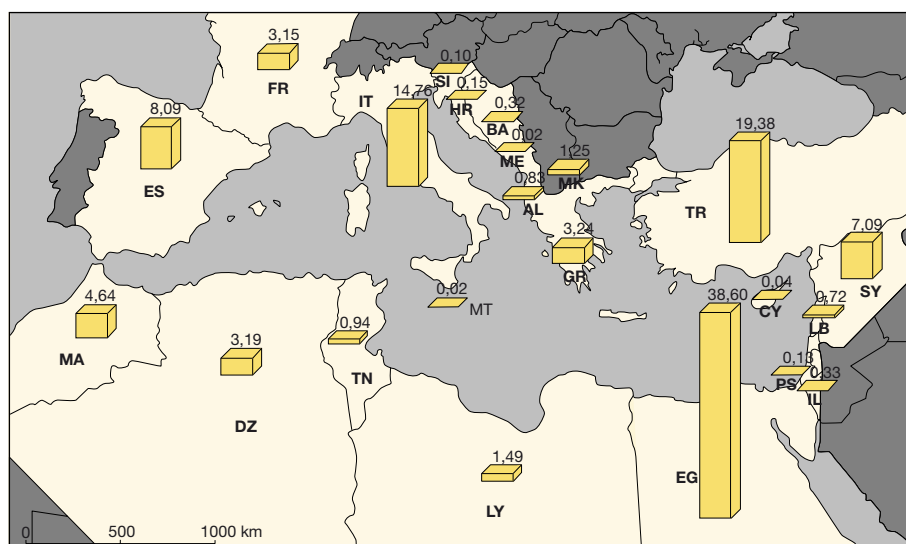 3,15
FR
0,10
SI
8,09
ES
IT
14,76
0,15
HR
0,32
BA
0,02
ME
1,25
MK
0,83
AL
19,38
TR
3,24
GR
7,09
SY
0,04
CY
0,72
LB
0,02
MT
38,60
EG
4,64
MA
3,19
DZ
0,94
TN
0,13
PS
0,33
IL
1,49
LY
0 500 1000 km